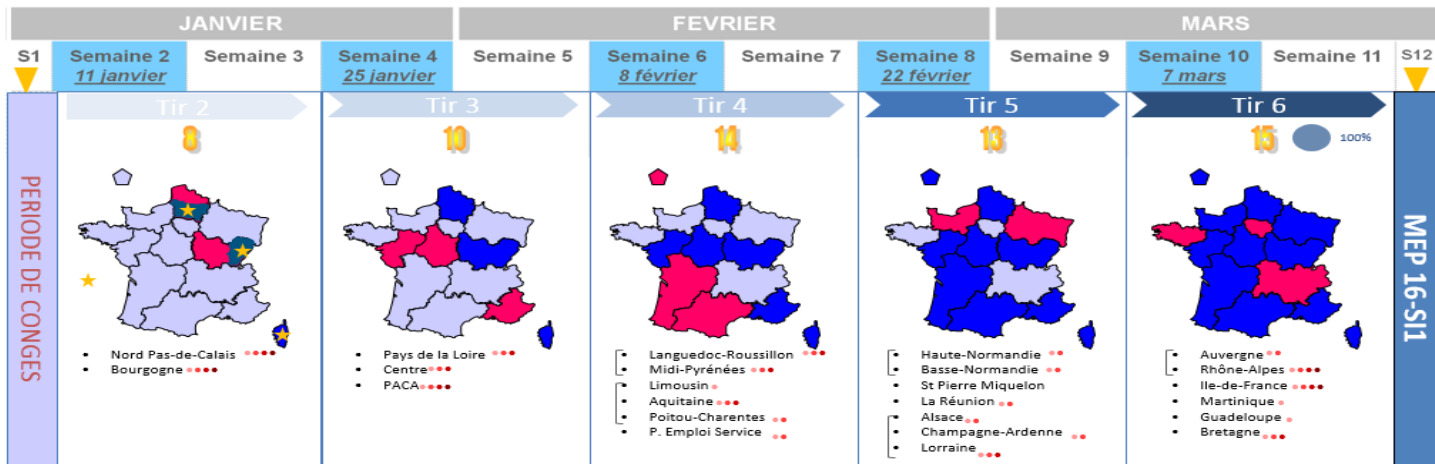 JANVIER
FEVRIER
MARS
S1
Semaine 2
11 janvier
Semaine 3
Semaine 4
25 janvier
Semaine 5
Semaine 6
8 février
Semaine 7
Semaine 8
22 février
Semaine 9
Semaine 10
7 mars
Semaine 11
S12
PERIODE DE CONGES
Tir 2
8
• Nord Pas-de-Calais
• Bourgogne
Tir 3
10
• Pays de la Loire
• Centre
• PACA
Tir 4
14
• Languedoc-Roussillon
• Midi-Pyrénées
• Limousin
• Aquitaine
• Poitou-Charentes
• P. Emploi Service
Tir 5
13
• Haute-Normandie
• Basse-Normandie
• St Pierre Miquelon
• La Réunion
• Alsace
• Champagne-Ardenne
• Lorraine
Tir 6
15
100%
• Auvergne
• Rhône-Alpes
• Ile-de-France
• Martinique
• Guadeloupe
• Bretagne
MEP 16-SI1